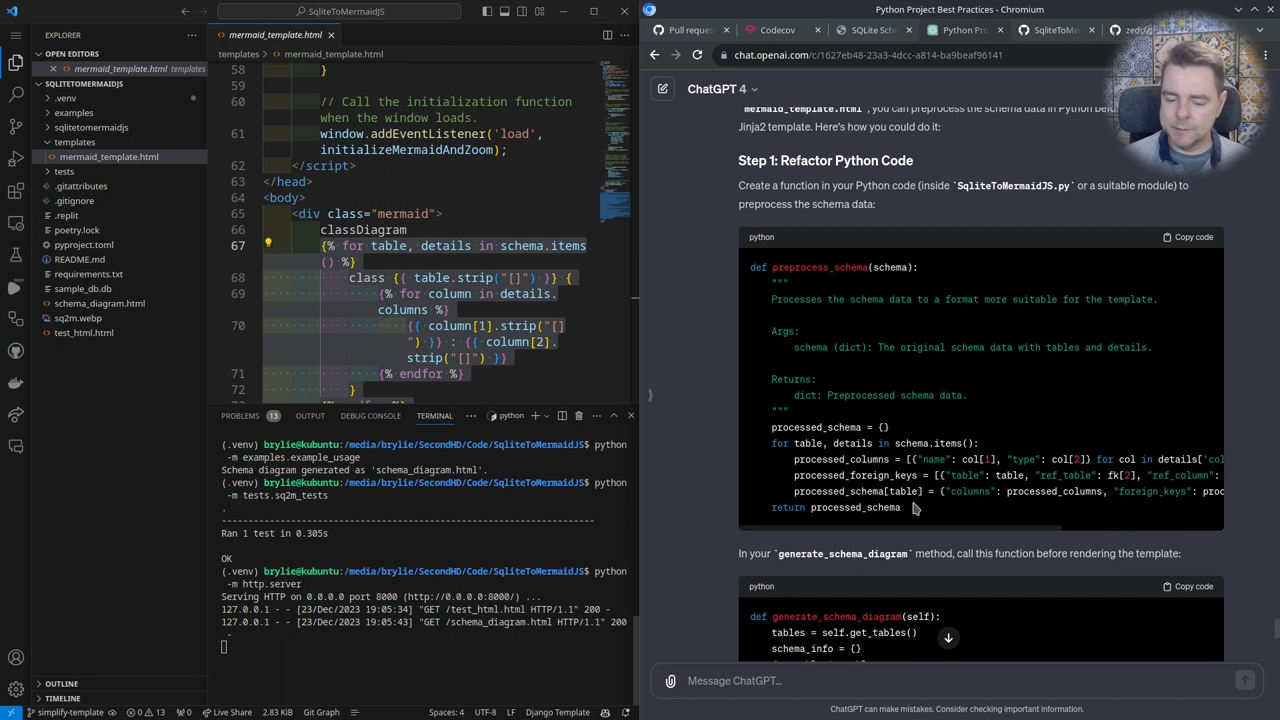 SqliteToMermaidJS
EXPLORER
OPEN EDITORS
mermaid_template.html templates
SQLITETOMERMAIDJS
.venv
examples
sqlitetomermaidjs
templates
mermaid_template.html
tests
.gitattributes
.gitignore
.replit
poetry.lock
pyproject.toml
README.md
requirements.txt
sample_db.db
schema_diagram.html
sq2m.webp
test_html.html
OUTLINE
TIMELINE
mermaid_template.html
templates > mermaid_template.html
58 }
59
60 // Call the initialization function
when the window loads.
61 window.addEventListener('load',
initializeMermaidAndZoom);
62 </script>
63 </head>
64 <body>
65 <div class="mermaid">
66 classDiagram
67 {% for table, details in schema.items
() %}
68 class {{ table.strip("[]") }} {
69 {% for column in details.
columns %}
70 {{ column[1].strip("[]
") }} : {{ column[2].
strip("[]") }}
71 {% endfor %}
72 }
PROBLEMS 13 OUTPUT DEBUG CONSOLE TERMINAL python
(.venv) brylie@kubuntu:/media/brylie/SecondHD/Code/SqliteToMermaidJS$ python
-m examples.example_usage
Schema diagram generated as 'schema_diagram.html'.
(.venv) brylie@kubuntu:/media/brylie/SecondHD/Code/SqliteToMermaidJS$ python
-m tests.sq2m_tests
.
----------------------------------------------------------------------
Ran 1 test in 0.305s
OK
(.venv) brylie@kubuntu:/media/brylie/SecondHD/Code/SqliteToMermaidJS$ python
-m http.server
Serving HTTP on 0.0.0.0 port 8000 (http://0.0.0.0:8000/) ...
127.0.0.1 - - [23/Dec/2023 19:05:34] "GET /test_html.html HTTP/1.1" 200 -
127.0.0.1 - - [23/Dec/2023 19:05:43] "GET /schema_diagram.html HTTP/1.1" 200
-
simplify-template 0 13 0 Live Share 2.83 KiB Git Graph Spaces: 4 UTF-8 LF Django Template
Python Project Best Practices - Chromium
Pull reque Codecov SQLite Sch Python Pro SqliteToMe
chat.openai.com/c/1627eb48-23a3-4dcc-a814-ba9beaf96141
ChatGPT 4
`mermaid_template.html`, you can preprocess the schema data in Python
Jinja2 template. Here's how you could do it:
Step 1: Refactor Python Code
Create a function in your Python code (inside `SqliteToMermaidJS.py` or a suitable module) to
preprocess the schema data:
python Copy code
def preprocess_schema(schema):
"""
Processes the schema data to a format more suitable for the template.
Args:
schema (dict): The original schema data with tables and details.
Returns:
dict: Preprocessed schema data.
"""
processed_schema = {}
for table, details in schema.items():
processed_columns = [{"name": col[1], "type": col[2]} for col in details['col
processed_foreign_keys = [{"table": table, "ref_table": fk[2], "ref_column":
processed_schema[table] = {"columns": processed_columns, "foreign_keys": proc
return processed_schema
In your `generate_schema_diagram` method, call this function before rendering the template:
python Copy code
def generate_schema_diagram(self):
tables = self.get_tables()
schema_info = {}
Message ChatGPT...
ChatGPT can make mistakes. Consider checking important information.